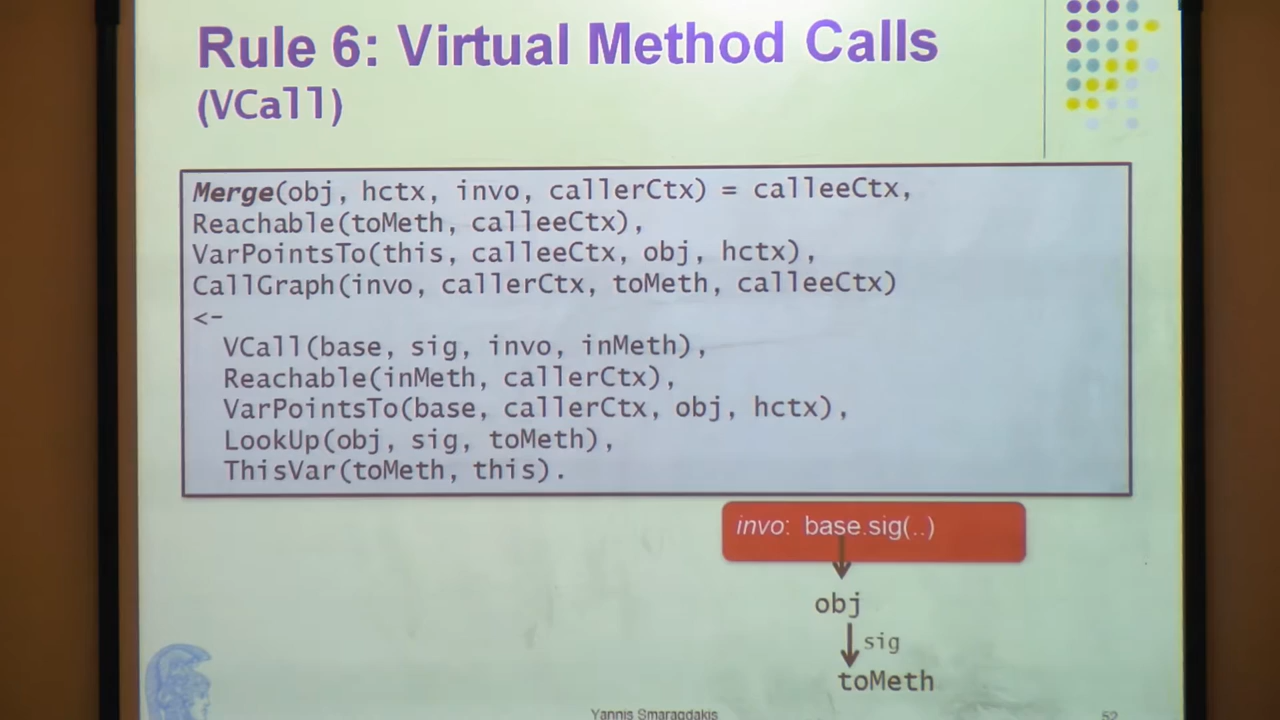 Rule 6: Virtual Method Calls
(VCall)
Merge(obj, hctx, invo, callerCtx) = calleeCtx,
Reachable(toMeth, calleeCtx),
VarPointsTo(this, calleeCtx, obj, hctx),
CallGraph(invo, callerCtx, toMeth, calleeCtx)
<-
VCall(base, sig, invo, inMeth),
Reachable(inMeth, callerCtx),
VarPointsTo(base, callerCtx, obj, hctx),
LookUp(obj, sig, toMeth),
ThisVar(toMeth, this).
invo: base.sig(..)
obj
sig
toMeth
Yannis Smaragdakis
52